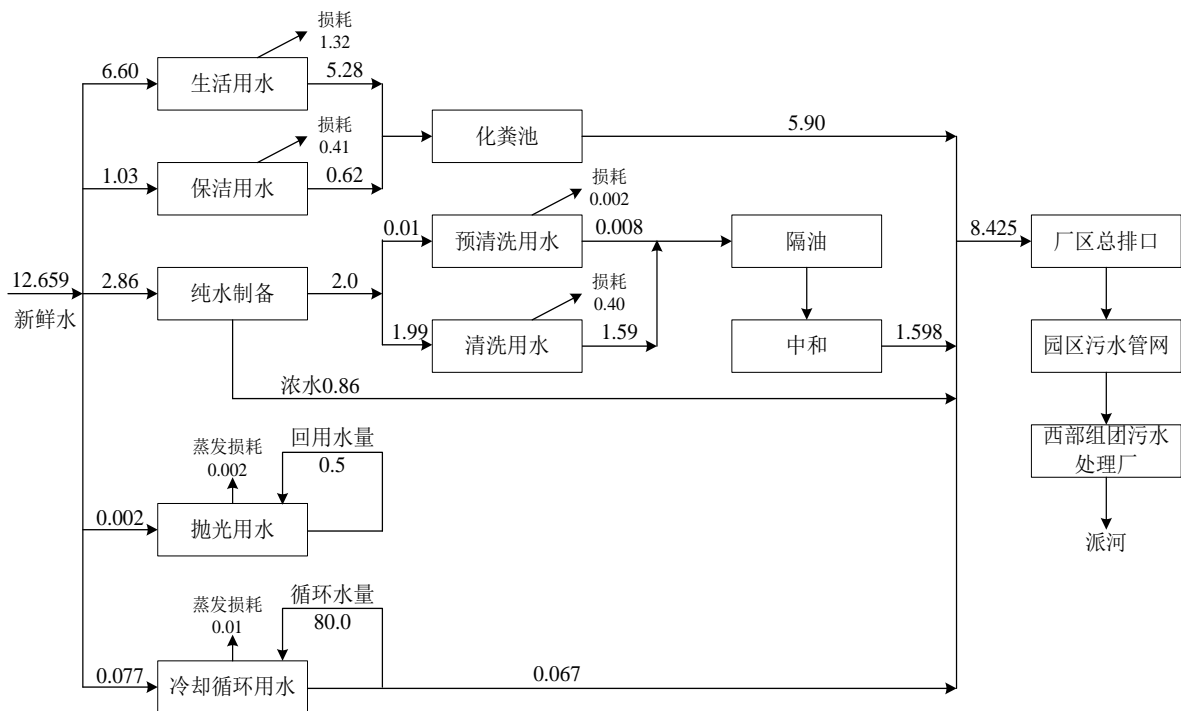 损耗
1.32
6.60
生活用水
5.28
化粪池
5.90
损耗
0.41
1.03
保洁用水
0.62
损耗
0.002
0.01
预清洗用水
0.008
隔油
8.425
厂区总排口
12.659
新鲜水
2.86
纯水制备
2.0
损耗
0.40
1.99
清洗用水
1.59
中和
1.598
园区污水管网
浓水0.86
西部组团污水
处理厂
派河
蒸发损耗
0.002
回用水量
0.5
0.002
抛光用水
蒸发损耗
0.01
循环水量
80.0
0.077
冷却循环用水
0.067